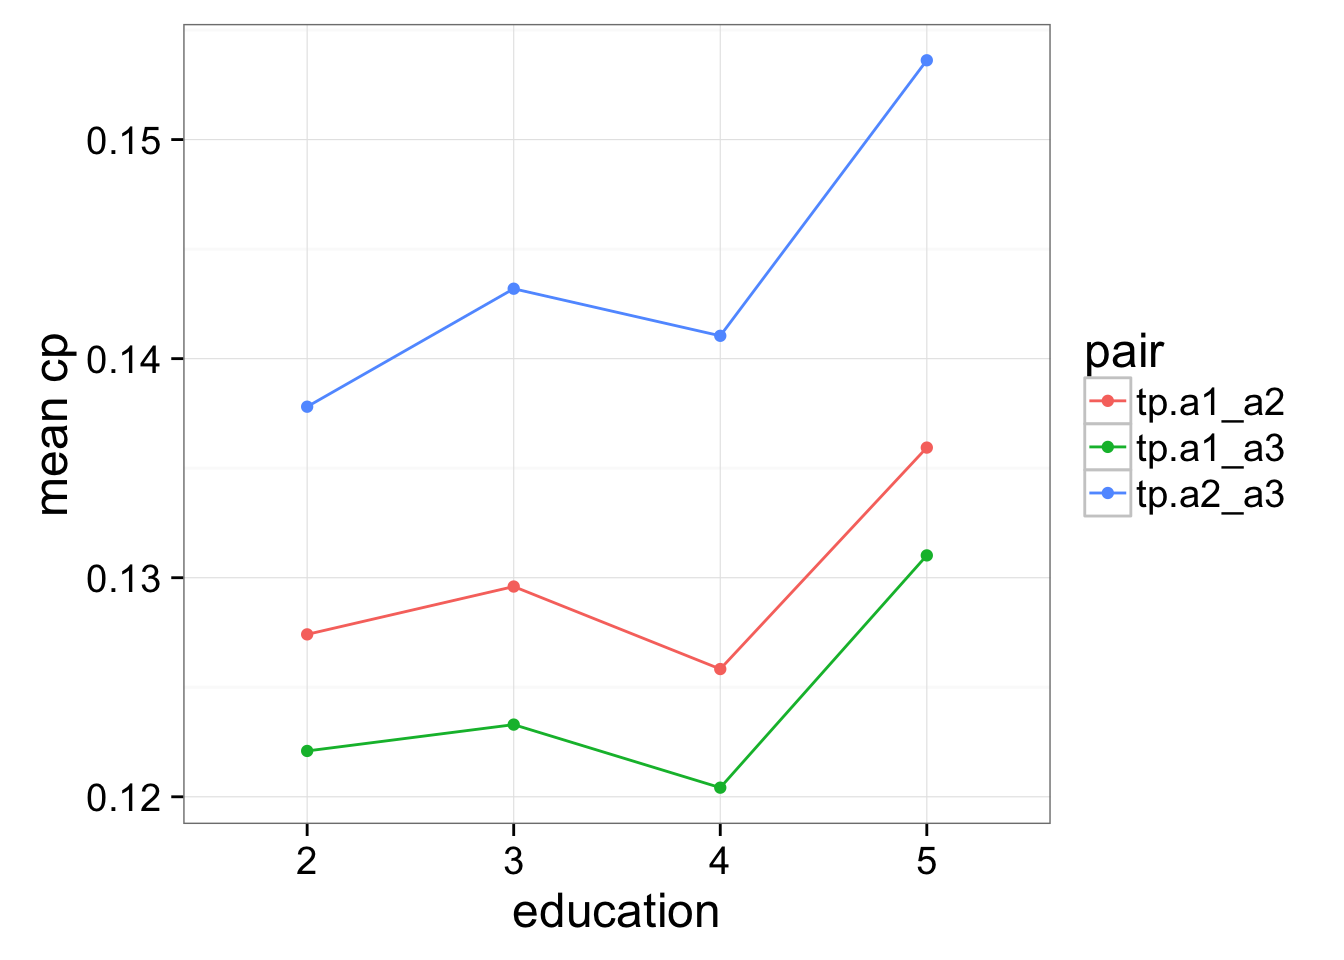 mean cp
0.15
0.14
0.13
0.12
2 3 4 5
education
pair
tp.a1_a2
tp.a1_a3
tp.a2_a3